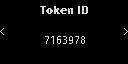 Token ID
< 7163978 >